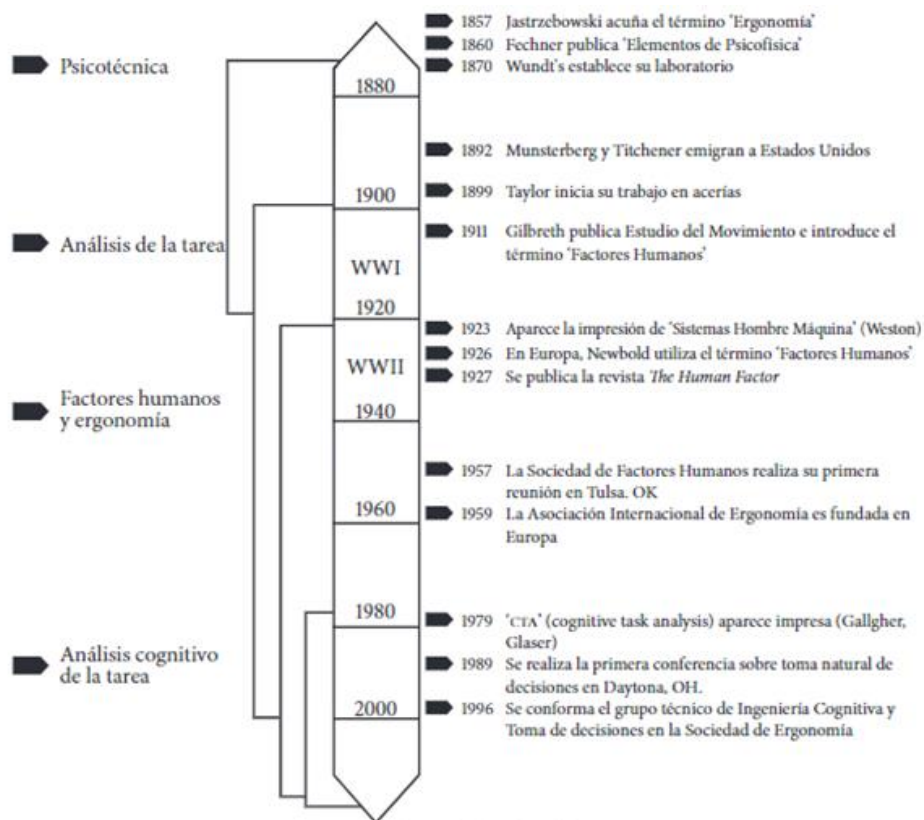 Psicotécnica
Análisis de la tarea
Factores humanos
y ergonomía
Análisis cognitivo
de la tarea
1880
1900
WWI
1920
WWII
1940
1960
1980
2000
1857 Jastrzebowski acuña el término 'Ergonomía'
1860 Fechner publica 'Elementos de Psicofísica'
1870 Wundt's establece su laboratorio
1892 Munsterberg y Titchener emigran a Estados Unidos
1899 Taylor inicia su trabajo en acerías
1911 Gilbreth publica Estudio del Movimiento e introduce el
término 'Factores Humanos'
1923 Aparece la impresión de 'Sistemas Hombre Máquina' (Weston)
1926 En Europa, Newbold utiliza el término 'Factores Humanos'
1927 Se publica la revista The Human Factor
1957 La Sociedad de Factores Humanos realiza su primera
reunión en Tulsa. OK
1959 La Asociación Internacional de Ergonomía es fundada en
Europa
1979 'CTA' (cognitive task analysis) aparece impresa (Gallgher,
Glaser)
1989 Se realiza la primera conferencia sobre toma natural de
decisiones en Daytona, OH.
1996 Se conforma el grupo técnico de Ingeniería Cognitiva y
Toma de decisiones en la Sociedad de Ergonomía